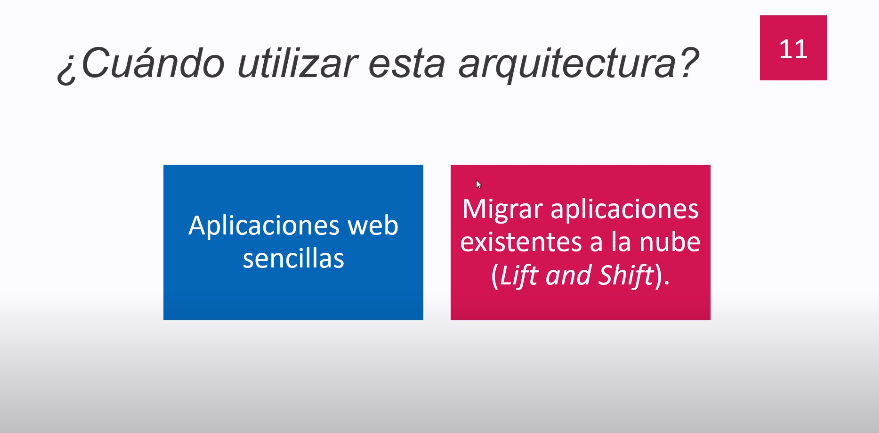 ¿Cuándo utilizar esta arquitectura?
11
Aplicaciones web
sencillas
Migrar aplicaciones
existentes a la nube
(Lift and Shift).